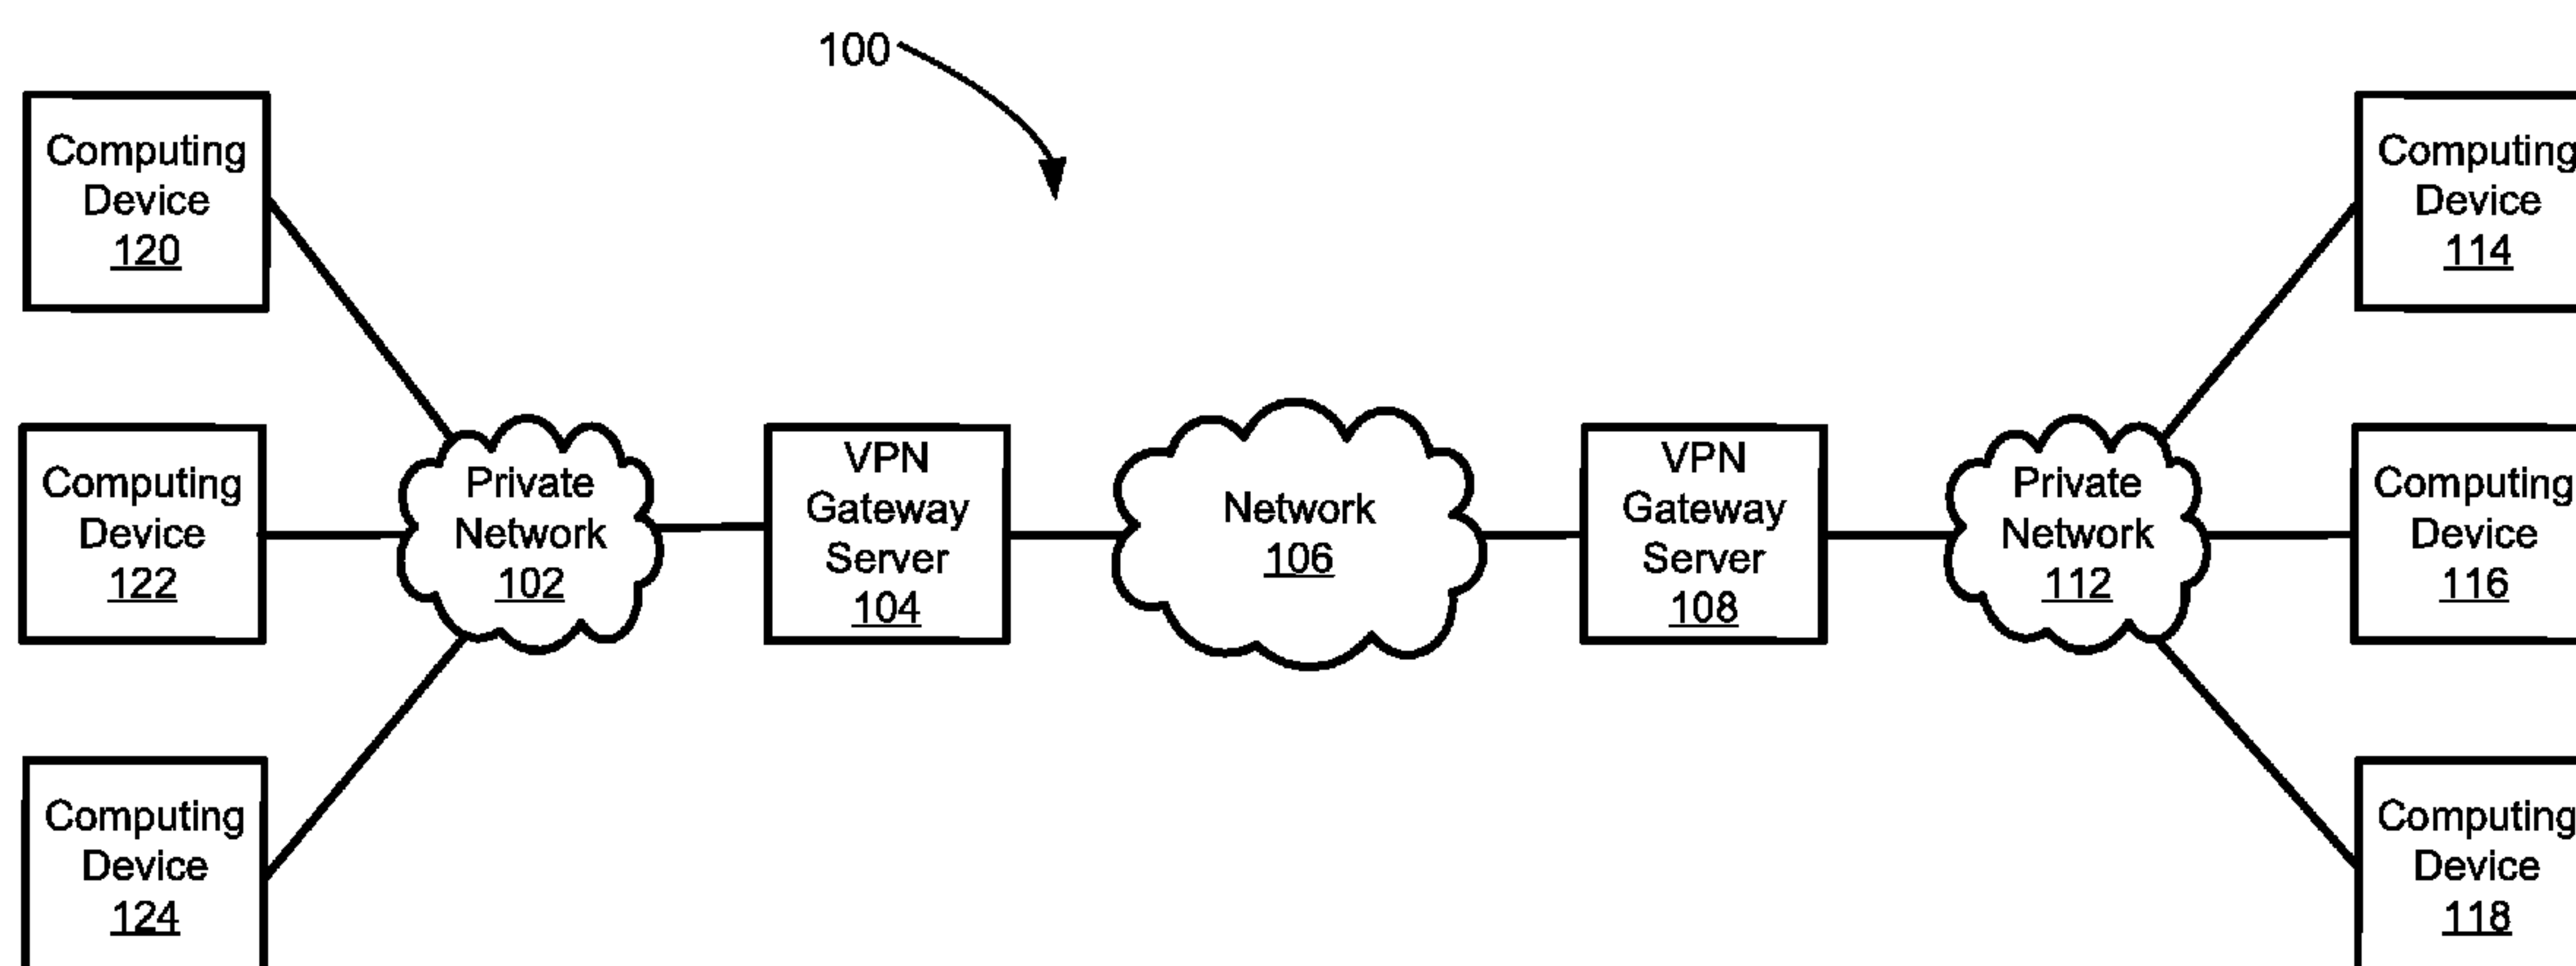 100
Computing
Device
120
Computing
Device
114
Computing
Device
122
Private
Network
102
VPN
Gateway
Server
104
Network
106
VPN
Gateway
Server
108
Private
Network
112
Computing
Device
116
Computing
Device
124
Computing
Device
118